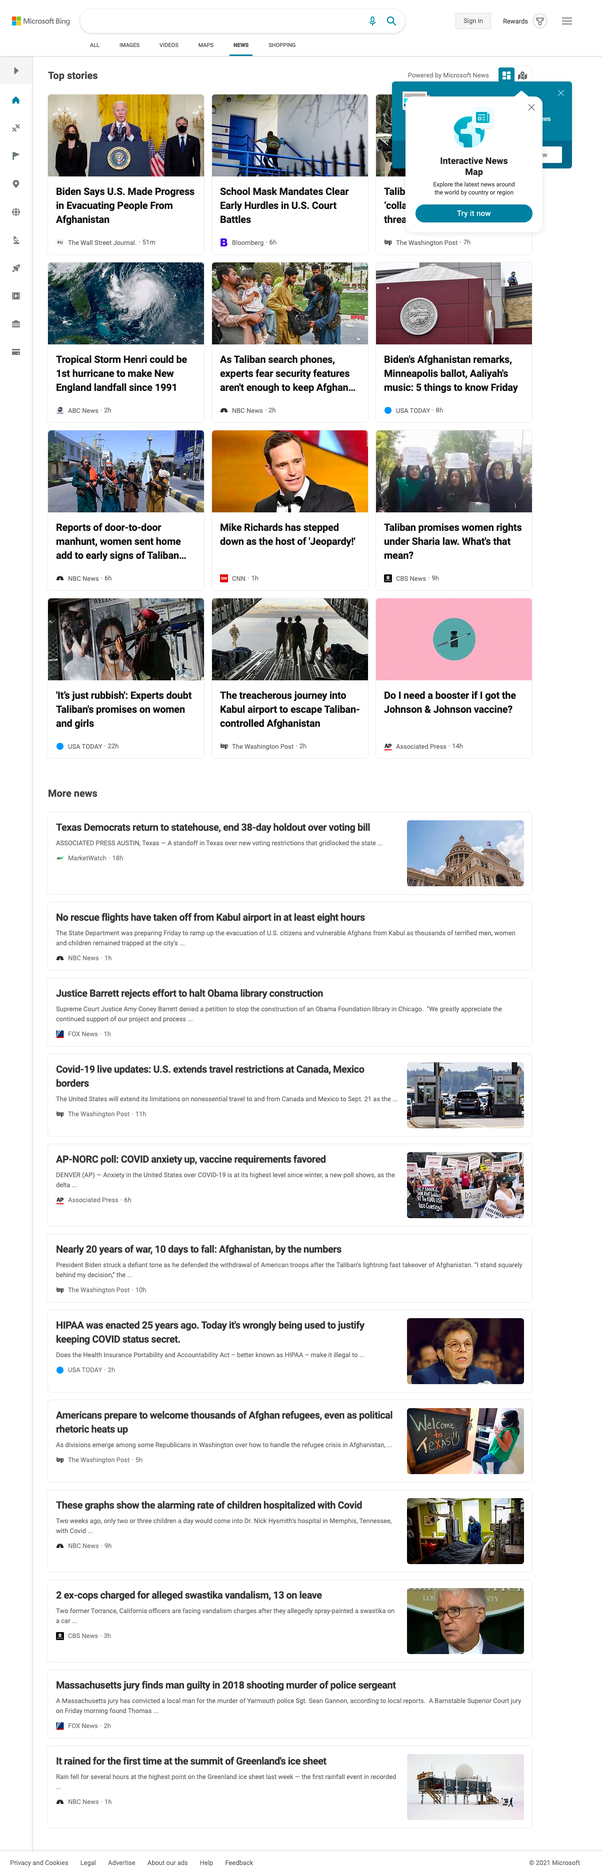 Microsoft Bing
Sign in
Rewards
ALL
IMAGES
VIDEOS
MAPS
NEWS
SHOPPING
Top stories
Powered by Microsoft News
Interactive News
Map
Explore the latest news around
the world by country or region
Try it now
Biden Says U.S. Made Progress
in Evacuating People From
Afghanistan
The Wall Street Journal. · 51m
School Mask Mandates Clear
Early Hurdles in U.S. Court
Battles
Bloomberg · 6h
The Washington Post · 7h
Tropical Storm Henri could be
1st hurricane to make New
England landfall since 1991
ABC News · 2h
As Taliban search phones,
experts fear security features
aren't enough to keep Afghan...
NBC News · 2h
Biden's Afghanistan remarks,
Minneapolis ballot, Aaliyah's
music: 5 things to know Friday
USA TODAY · 8h
Reports of door-to-door
manhunt, women sent home
add to early signs of Taliban...
NBC News · 6h
Mike Richards has stepped
down as the host of 'Jeopardy!'
CNN · 1h
Taliban promises women rights
under Sharia law. What's that
mean?
CBS News · 9h
'It's just rubbish': Experts doubt
Taliban's promises on women
and girls
USA TODAY · 22h
The treacherous journey into
Kabul airport to escape Taliban-
controlled Afghanistan
The Washington Post · 2h
Do I need a booster if I got the
Johnson & Johnson vaccine?
Associated Press · 14h
More news
Texas Democrats return to statehouse, end 38-day holdout over voting bill
ASSOCIATED PRESS AUSTIN, Texas — A standoff in Texas over new voting restrictions that gridlocked the state ...
MarketWatch · 18h
No rescue flights have taken off from Kabul airport in at least eight hours
The State Department was preparing Friday to ramp up the evacuation of U.S. citizens and vulnerable Afghans from Kabul as thousands of terrified men, women
and children remained trapped at the city's ...
NBC News · 1h
Justice Barrett rejects effort to halt Obama library construction
Supreme Court Justice Amy Coney Barrett denied a petition to stop the construction of an Obama Foundation library in Chicago. "We greatly appreciate the
continued support of our project and process ...
FOX News · 1h
Covid-19 live updates: U.S. extends travel restrictions at Canada, Mexico
borders
The United States will extend its limitations on nonessential travel to and from Canada and Mexico to Sept. 21 as the ...
The Washington Post · 11h
AP-NORC poll: COVID anxiety up, vaccine requirements favored
DENVER (AP) — Anxiety in the United States over COVID-19 is at its highest level since winter, a new poll shows, as the
delta ...
Associated Press · 6h
Nearly 20 years of war, 10 days to fall: Afghanistan, by the numbers
President Biden struck a defiant tone as he defended the withdrawal of American troops after the Taliban's lightning fast takeover of Afghanistan. "I stand squarely
behind my decision," the ...
The Washington Post · 10h
HIPAA was enacted 25 years ago. Today it's wrongly being used to justify
keeping COVID status secret.
Does the Health Insurance Portability and Accountability Act – better known as HIPAA – make it illegal to ...
USA TODAY · 2h
Americans prepare to welcome thousands of Afghan refugees, even as political
rhetoric heats up
As divisions emerge among some Republicans in Washington over how to handle the refugee crisis in Afghanistan, ...
The Washington Post · 5h
Welcome
to
Texas
These graphs show the alarming rate of children hospitalized with Covid
Two weeks ago, only two or three children a day would come into Dr. Nick Hysmith's hospital in Memphis, Tennessee,
with Covid ...
NBC News · 9h
2 ex-cops charged for alleged swastika vandalism, 13 on leave
Two former Torrance, California officers are facing vandalism charges after they allegedly spray-painted a swastika on
a car ...
CBS News · 3h
Massachusetts jury finds man guilty in 2018 shooting murder of police sergeant
A Massachusetts jury has convicted a local man for the murder of Yarmouth police Sgt. Sean Gannon, according to local reports. A Barnstable Superior Court jury
on Friday morning found Thomas ...
FOX News · 2h
It rained for the first time at the summit of Greenland's ice sheet
Rain fell for several hours at the highest point on the Greenland ice sheet last week — the first rainfall event in recorded
...
NBC News · 1h
Privacy and Cookies
Legal
Advertise
About our ads
Help
Feedback
© 2021 Microsoft